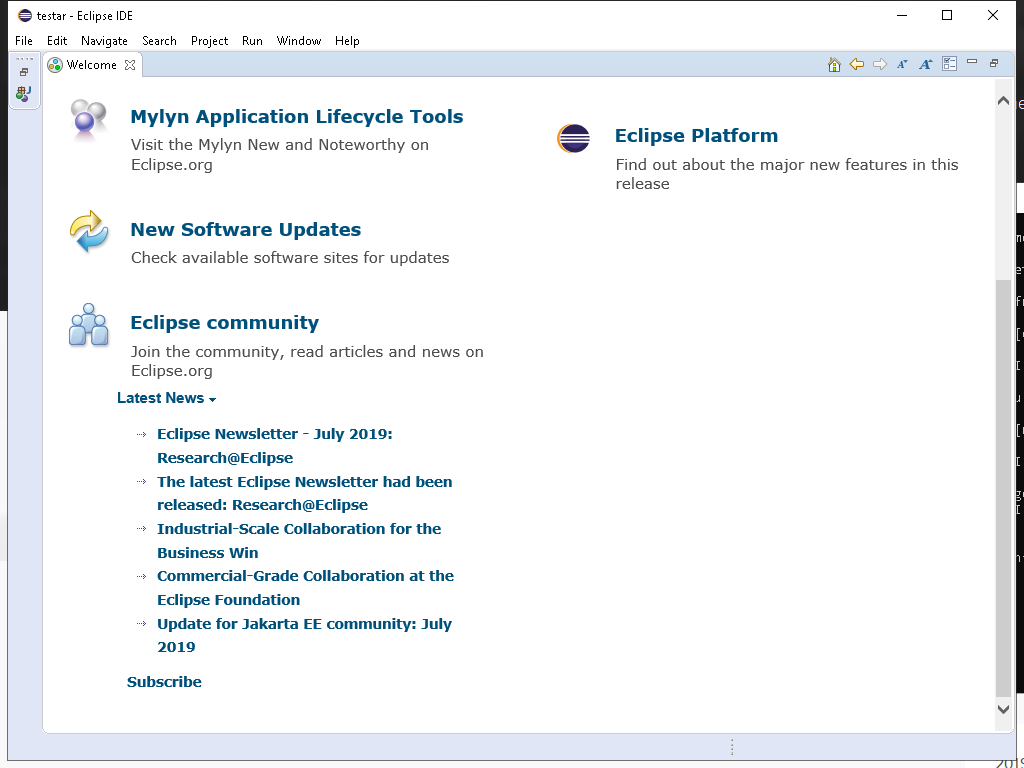 testar - Eclipse IDE
File Edit Navigate Search Project Run Window Help
Welcome
Mylyn Application Lifecycle Tools
Visit the Mylyn New and Noteworthy on
Eclipse.org
Eclipse Platform
Find out about the major new features in this
release
New Software Updates
Check available software sites for updates
Eclipse community
Join the community, read articles and news on
Eclipse.org
Latest News
Eclipse Newsletter - July 2019:
Research@Eclipse
The latest Eclipse Newsletter had been
released: Research@Eclipse
Industrial-Scale Collaboration for the
Business Win
Commercial-Grade Collaboration at the
Eclipse Foundation
Update for Jakarta EE community: July
2019
Subscribe